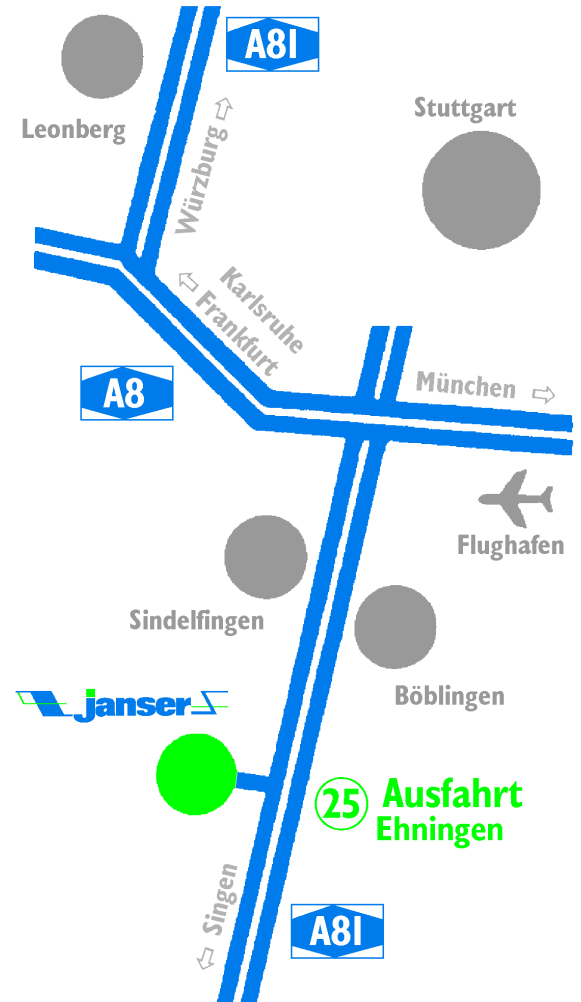 A81
Leonberg
Stuttgart
Würzburg
Karlsruhe
Frankfurt
A8
München
Flughafen
Sindelfingen
Böblingen
janser
25 Ausfahrt
Ehningen
Singen
A81